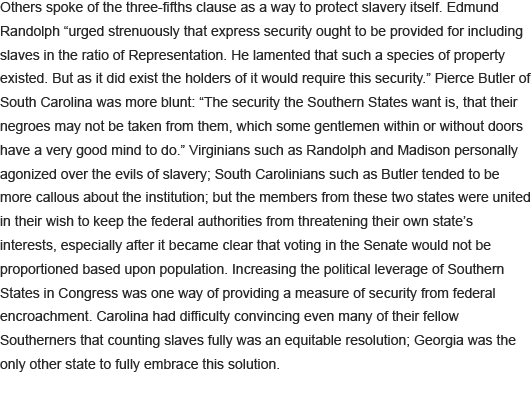 Others spoke of the three-fifths clause as a way to protect slavery itself. Edmund
Randolph “urged strenuously that express security ought to be provided for including
slaves in the ratio of Representation. He lamented that such a species of property
existed. But as it did exist the holders of it would require this security.” Pierce Butler of
South Carolina was more blunt: “The security the Southern States want is, that their
negroes may not be taken from them, which some gentlemen within or without doors
have a very good mind to do.” Virginians such as Randolph and Madison personally
agonized over the evils of slavery; South Carolinians such as Butler tended to be
more callous about the institution; but the members from these two states were united
in their wish to keep the federal authorities from threatening their own state’s
interests, especially after it became clear that voting in the Senate would not be
proportioned based upon population. Increasing the political leverage of Southern
States in Congress was one way of providing a measure of security from federal
encroachment. Carolina had difficulty convincing even many of their fellow
Southerners that counting slaves fully was an equitable resolution; Georgia was the
only other state to fully embrace this solution.